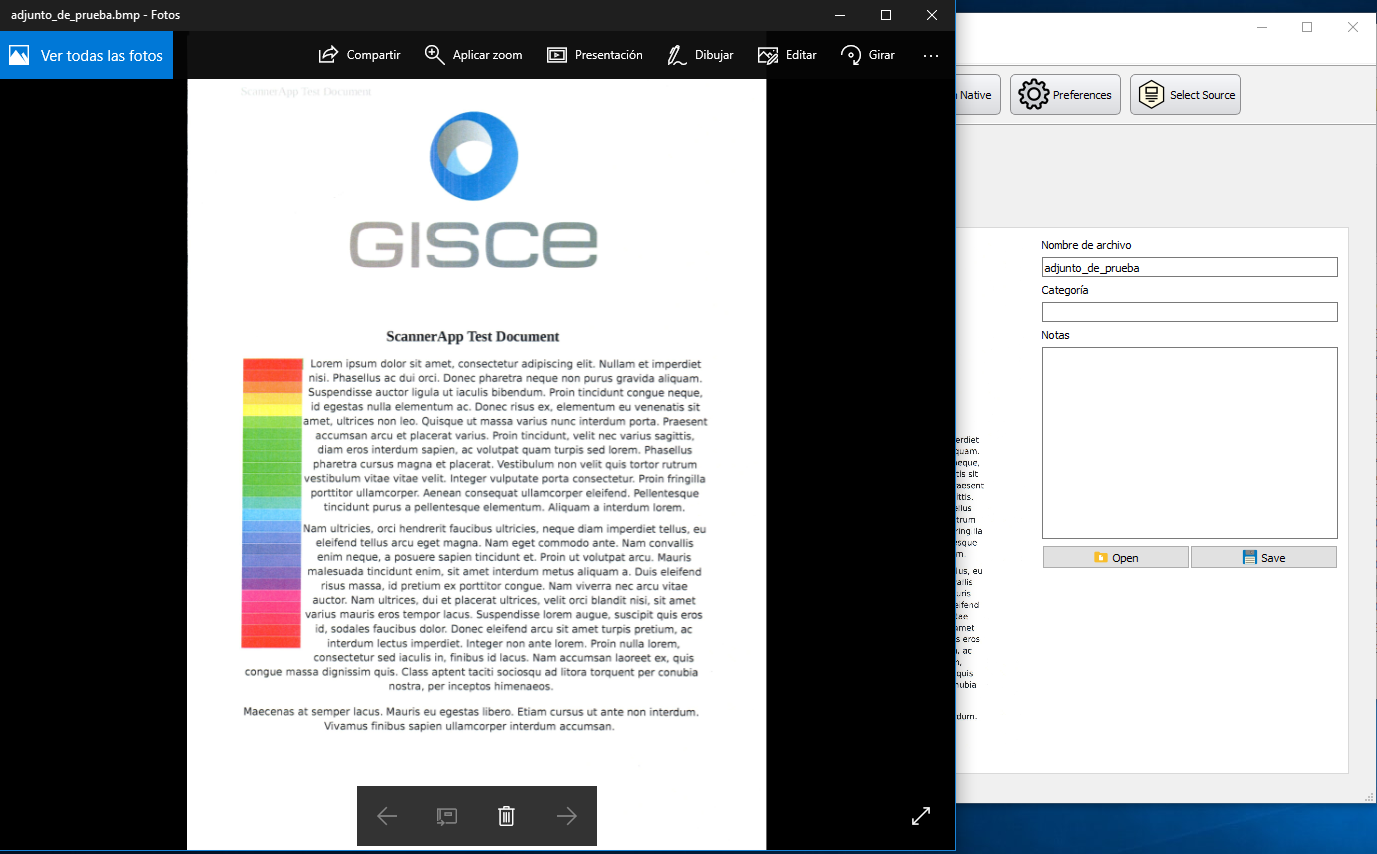 adjunto_de_prueba.bmp - Fotos
Ver todas las fotos
Compartir
Aplicar zoom
Presentación
Dibujar
Editar
Girar
ScannerApp Test Document
GISCE
ScannerApp Test Document
Lorem ipsum dolor sit amet, consectetur adipiscing elit. Nullam et imperdiet
nisi. Phasellus ac dui orci. Donec pharetra neque non purus gravida aliquam.
Suspendisse auctor ligula ut iaculis bibendum. Proin tincidunt congue neque,
id egestas nulla elementum ac. Donec risus ex, elementum eu venenatis sit
amet, ultrices non leo. Quisque ut massa varius nunc interdum porta. Praesent
accumsan arcu et placerat varius. Proin tincidunt, velit nec varius sagittis,
diam eros interdum sapien, ac volutpat quam turpis sed lorem. Phasellus
pharetra cursus magna et placerat. Vestibulum non velit quis tortor rutrum
vestibulum vitae vitae velit. Integer vulputate porta consectetur. Proin fringilla
porttitor ullamcorper. Aenean consequat ullamcorper eleifend. Pellentesque
tincidunt purus a pellentesque elementum. Aliquam a interdum lorem.
Nam ultricies, orci hendrerit faucibus ultricies, neque diam imperdiet tellus, eu
eleifend tellus arcu eget magna. Nam eget commodo ante. Nam convallis
enim neque, a posuere sapien tincidunt et. Proin ut volutpat arcu. Mauris
malesuada tincidunt enim, sit amet interdum metus aliquam a. Duis eleifend
risus massa, id pretium ex porttitor congue. Nam viverra nec arcu vitae
auctor. Nam ultrices, dui et placerat ultrices, velit orci blandit nisi, sit amet
varius mauris eros tempor lacus. Suspendisse lorem augue, suscipit quis eros
id, sodales faucibus dolor. Donec eleifend arcu sit amet turpis pretium, ac
interdum lectus imperdiet. Integer non ante lorem. Proin nulla lorem,
consectetur sed iaculis in, finibus id lacus. Nam accumsan laoreet ex, quis
congue massa dignissim quis. Class aptent taciti sociosqu ad litora torquent per conubia
nostra, per inceptos himenaeos.
Maecenas at semper lacus. Mauris eu egestas libero. Etiam cursus ut ante non interdum.
Vivamus finibus sapien ullamcorper interdum accumsan.
Native
Preferences
Select Source
Nombre de archivo
adjunto_de_prueba
Categoría
Notas
Open
Save